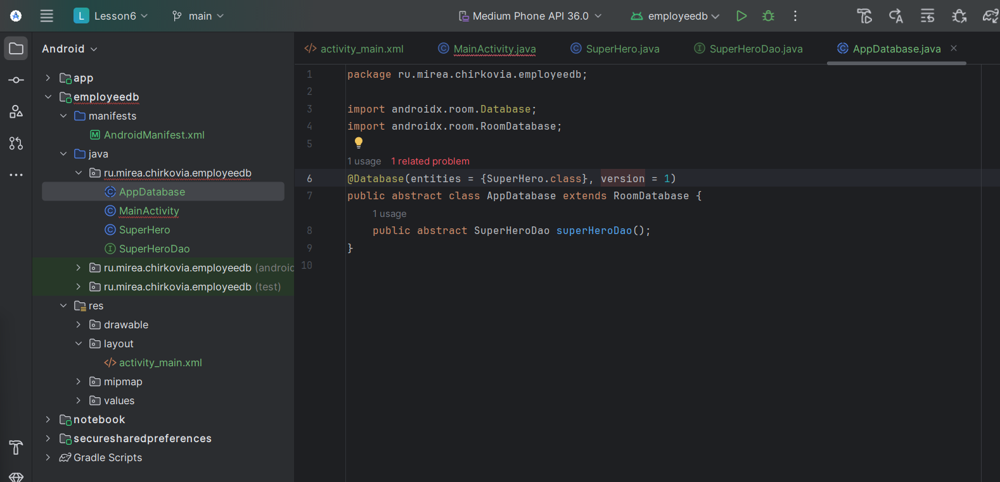 L Lesson6 main Medium Phone API 36.0 employeedb
Android
app
employeedb
manifests
M AndroidManifest.xml
java
ru.mirea.chirkovia.employeedb
C AppDatabase
C MainActivity
C SuperHero
I SuperHeroDao
ru.mirea.chirkovia.employeedb (android
ru.mirea.chirkovia.employeedb (test)
res
drawable
layout
</> activity_main.xml
mipmap
values
notebook
securesharedpreferences
Gradle Scripts
</> activity_main.xml C MainActivity.java C SuperHero.java I SuperHeroDao.java C AppDatabase.java
1 package ru.mirea.chirkovia.employeedb;
2
3 import androidx.room.Database;
4 import androidx.room.RoomDatabase;
5
1 usage 1 related problem
6 @Database(entities = {SuperHero.class}, version = 1)
7 public abstract class AppDatabase extends RoomDatabase {
1 usage
8 public abstract SuperHeroDao superHeroDao();
9 }
10